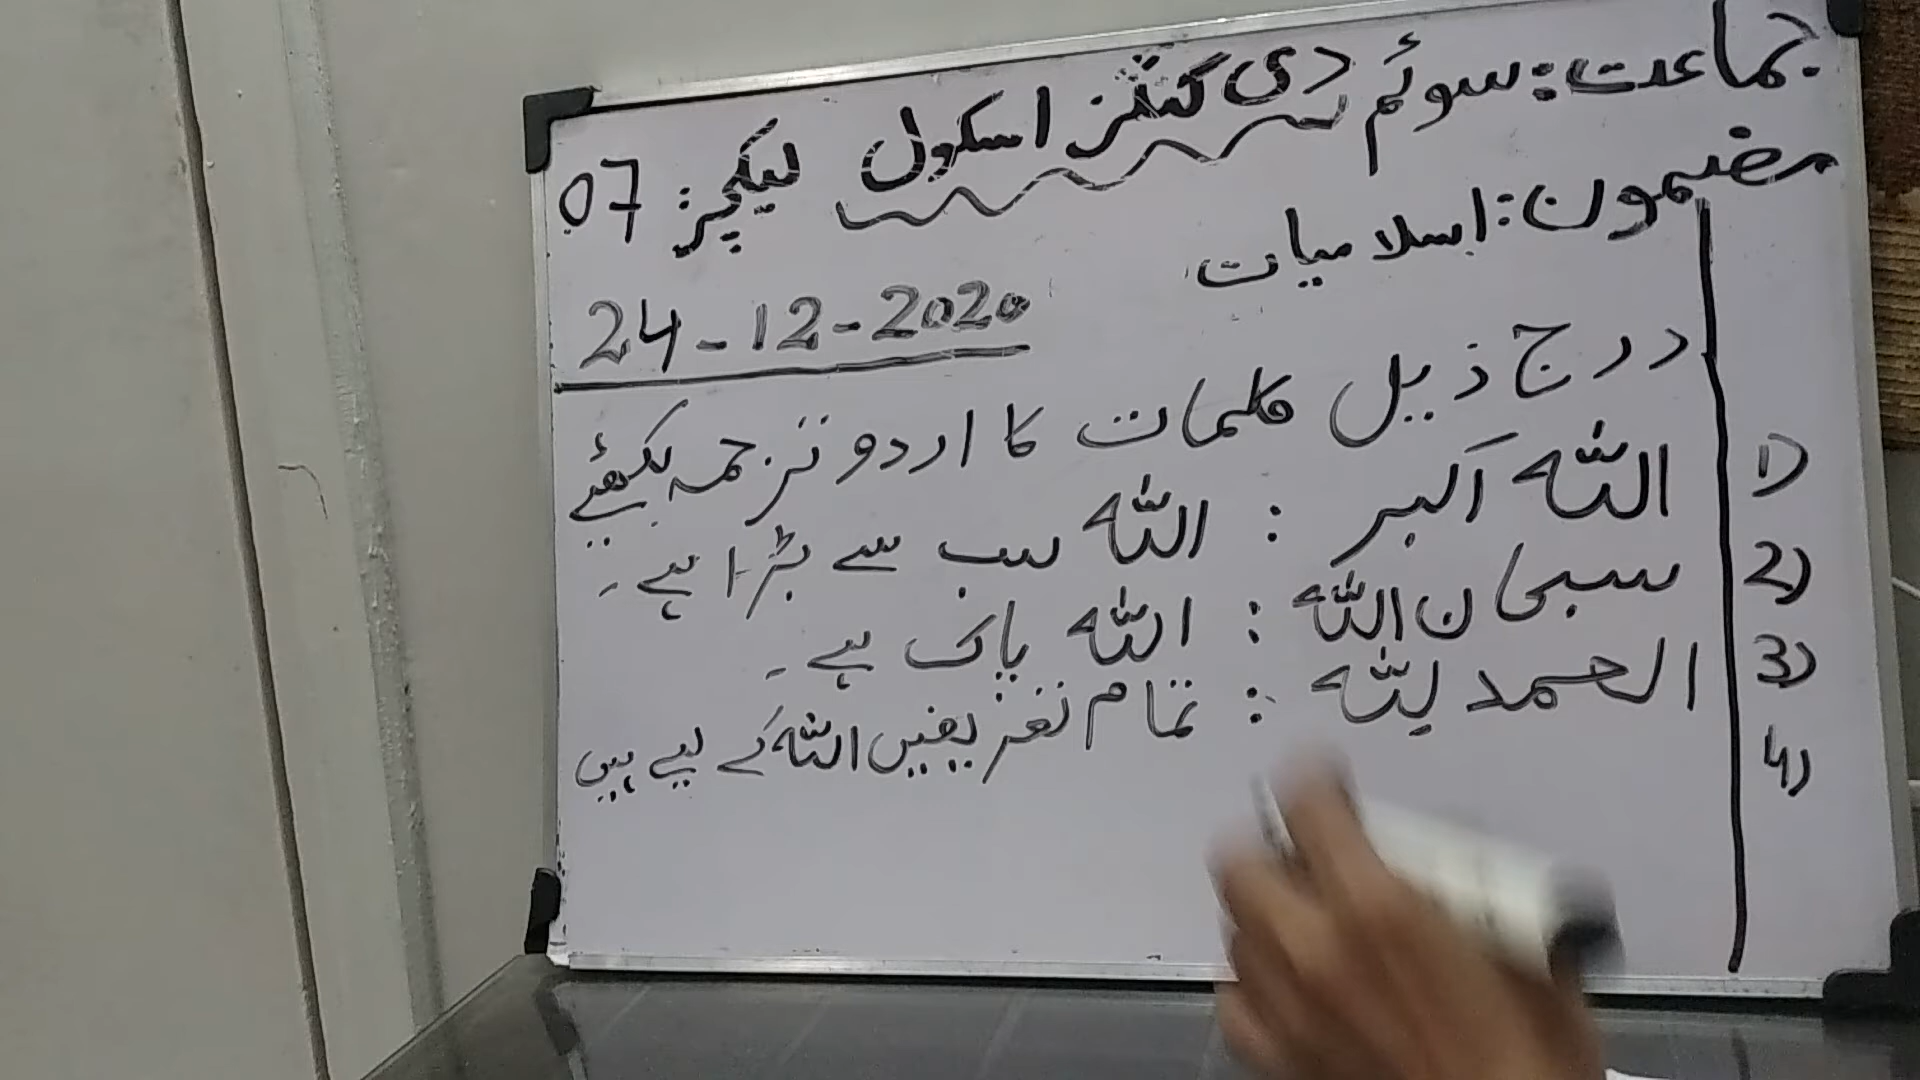 جماعت: سوئم دی گنٹز اسکول لیکچر: 07
مضمون: اسلامیات
24-12-2020
درج ذیل کلمات کا اردو ترجمہ لکھئے
1) اللہ اکبر : اللہ سب سے بڑا ہے۔
2) سبحان اللہ : اللہ پاک ہے۔
3) الحمد للہ : تمام تعریفیں اللہ کے لیے ہیں
4)